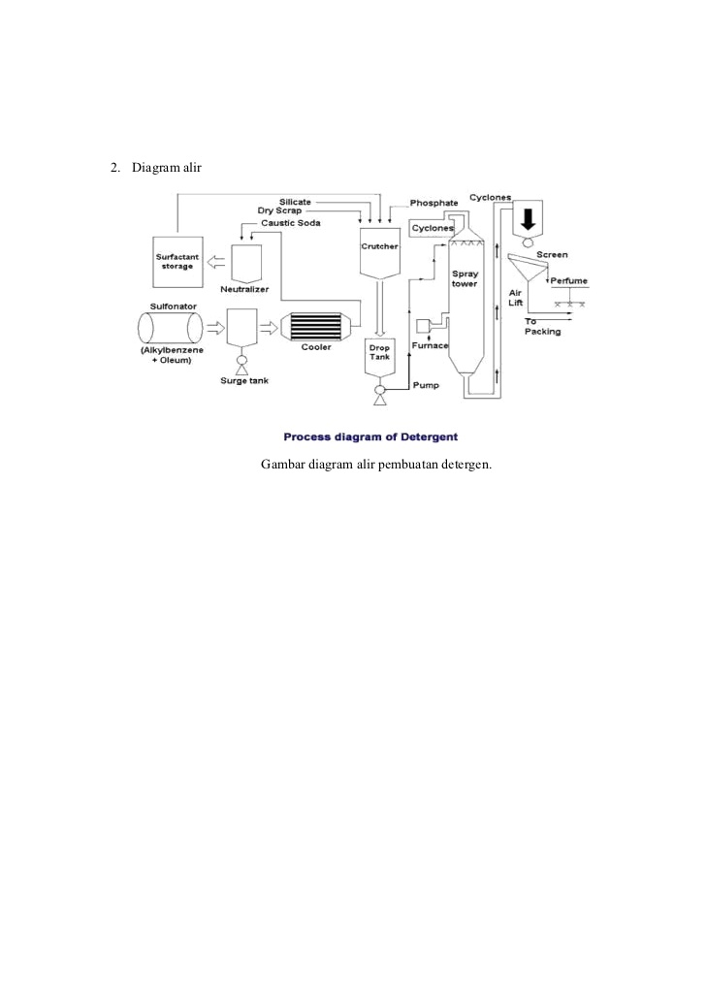 2. Diagram alir
Cyclones
Silicate
Phosphate
Dry Scrap
Caustic Soda
Cyclones
Crutcher
Surfactant
storage
Screen
Spray
tower
Perfume
Neutralizer
Air
Lift
Sulfonator
To
Packing
(Alkylbenzene
+ Oleum)
Cooler
Drop
Tank
Furnace
Surge tank
Pump
Process diagram of Detergent
Gambar diagram alir pembuatan detergen.